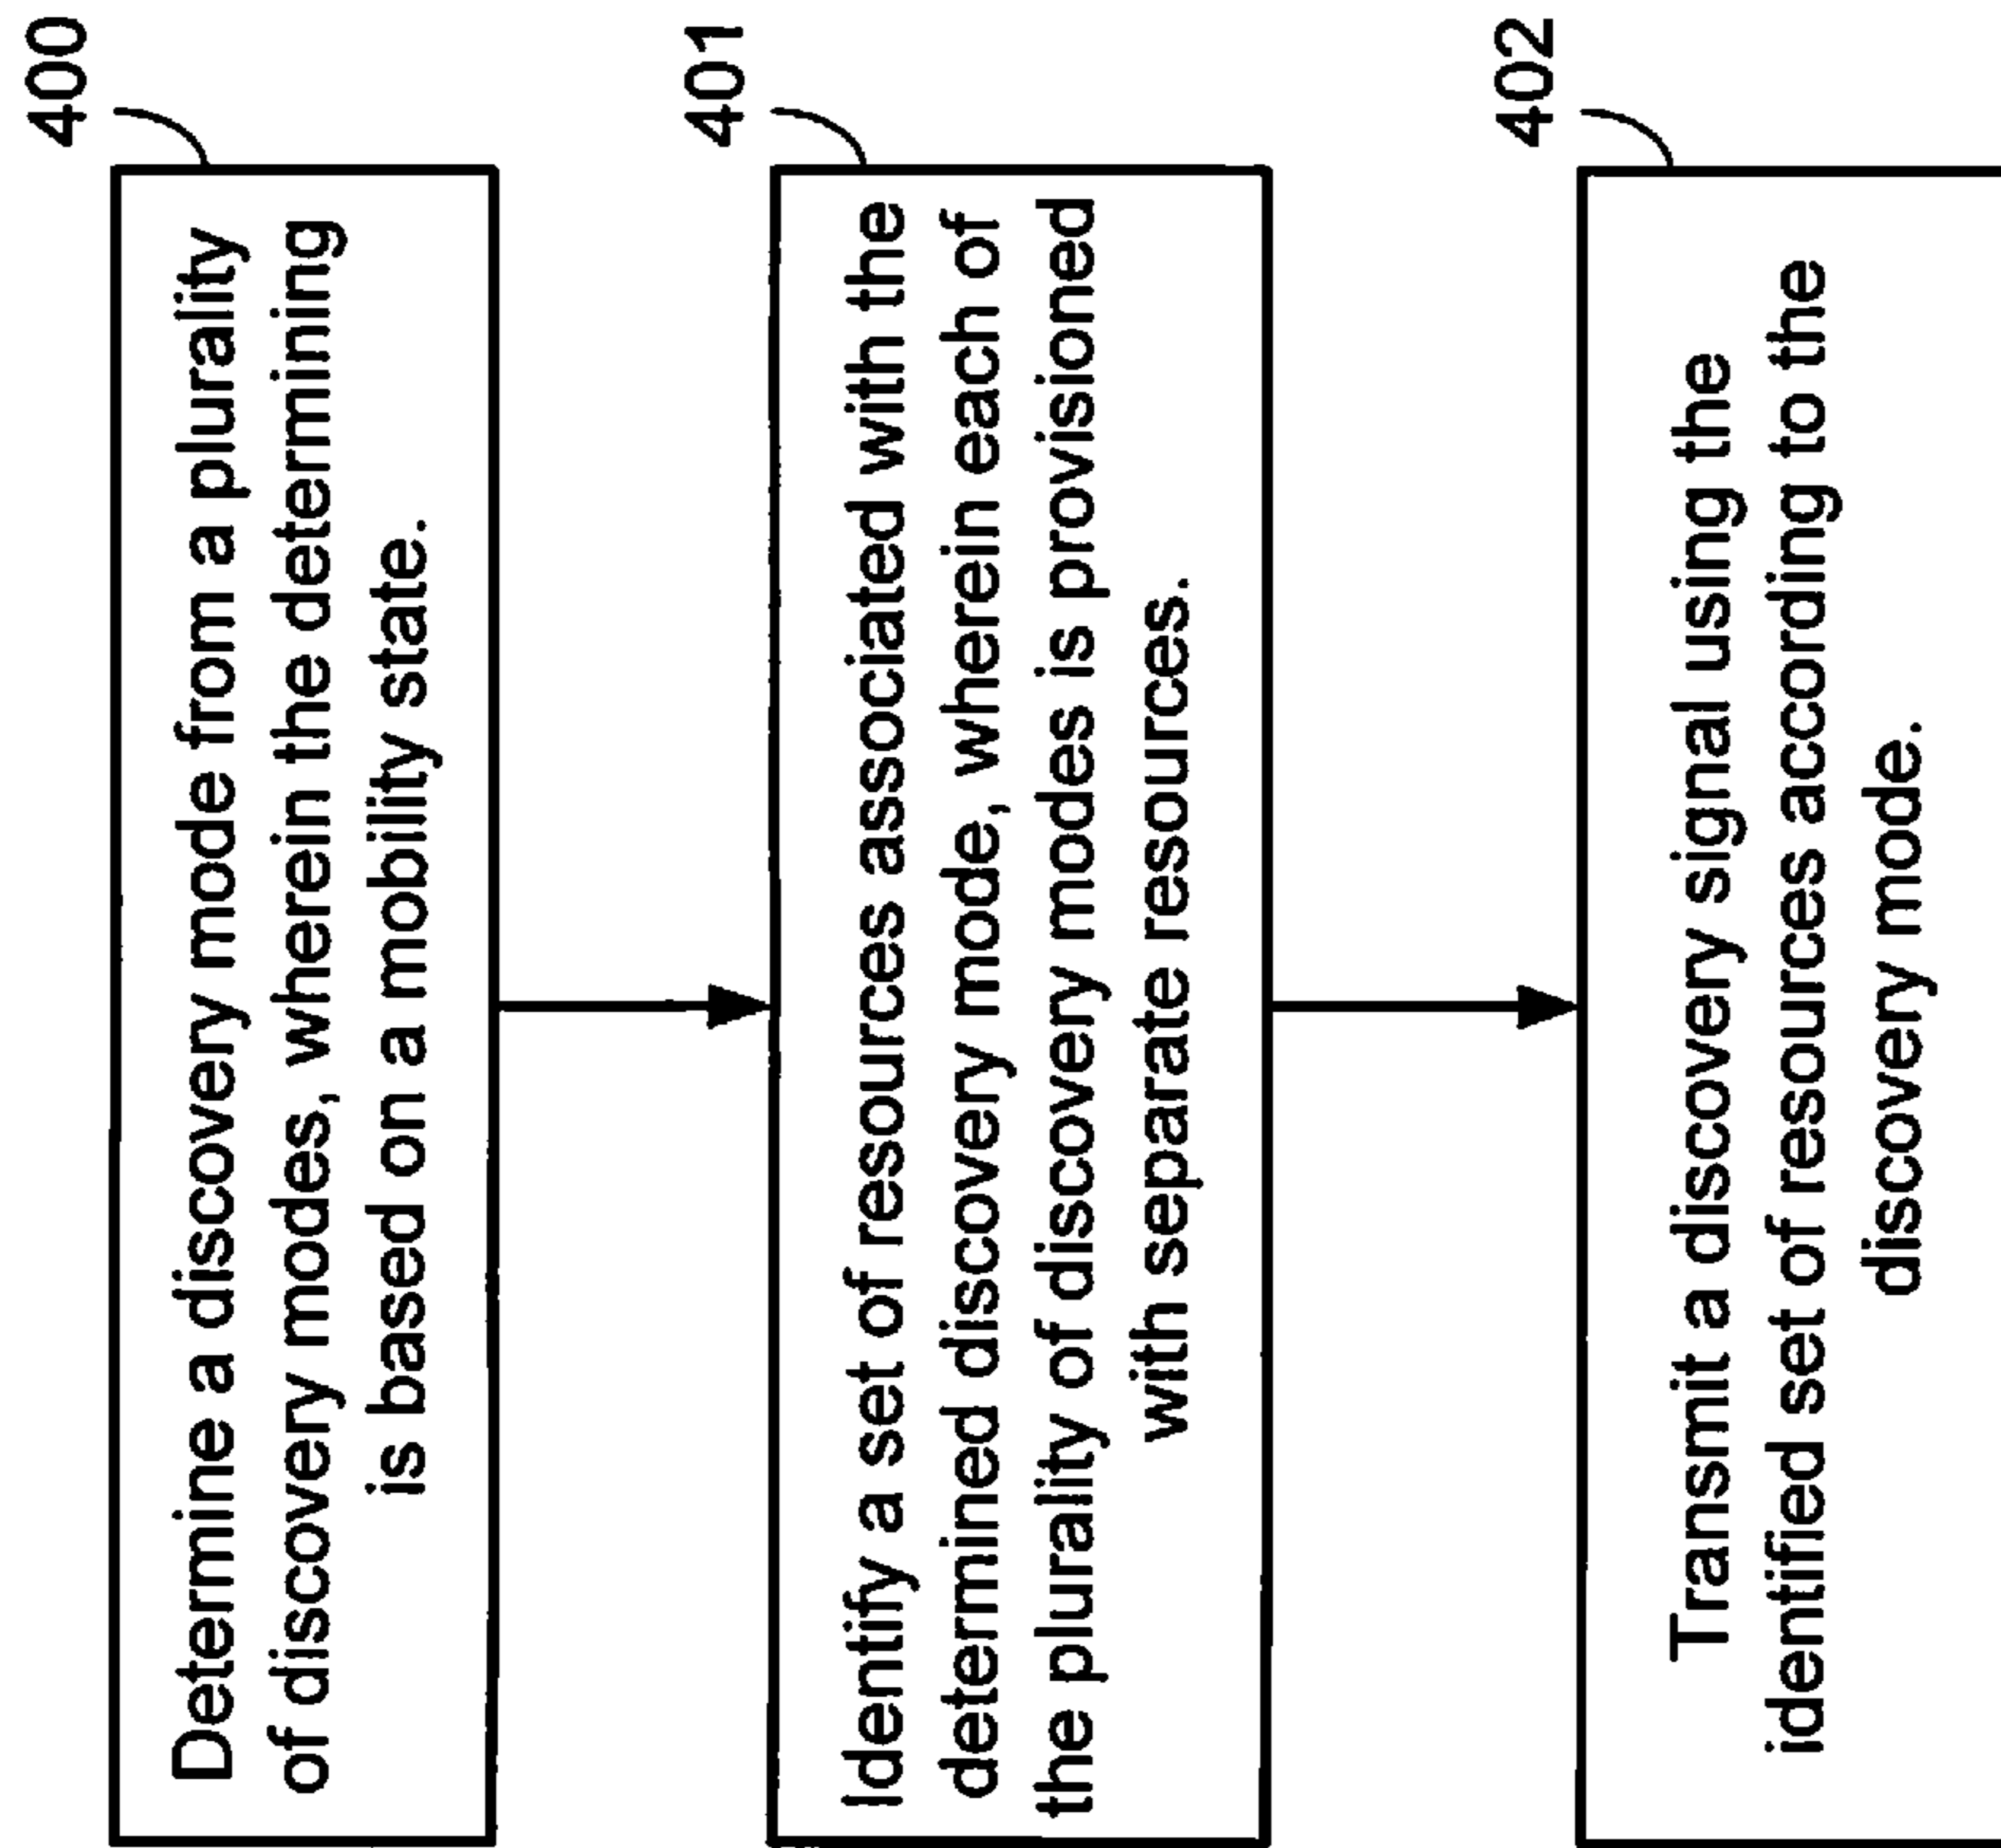 400
Determine a discovery mode from a plurality
of discovery modes, wherein the determining
is based on a mobility state.
401
Identify a set of resources associated with the
determined discovery mode, wherein each of
the plurality of discovery modes is provisioned
with separate resources.
402
Transmit a discovery signal using the
identified set of resources according to the
discovery mode.